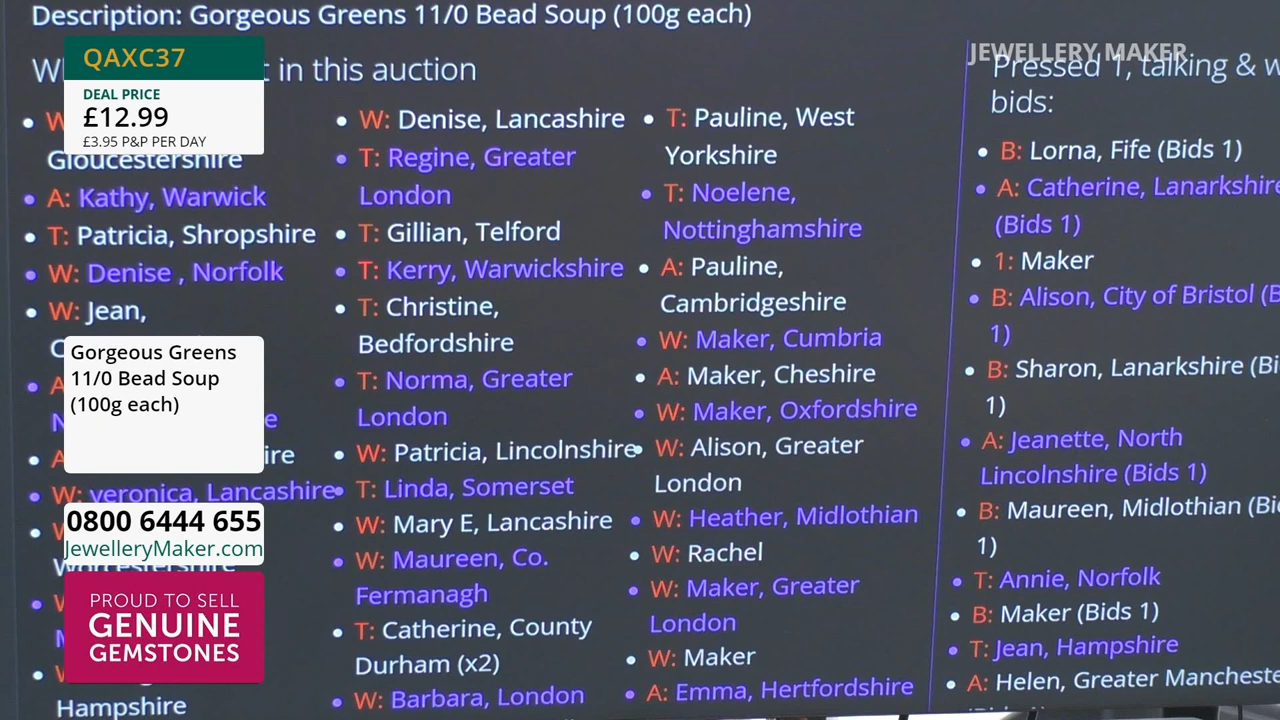 Description: Gorgeous Greens 11/0 Bead Soup (100g each)
QAXC37
DEAL PRICE
£12.99
£3.95 P&P PER DAY
in this auction
Gloucestershire
A: Kathy, Warwick
T: Patricia, Shropshire
W: Denise , Norfolk
W: Jean,
Gorgeous Greens
11/0 Bead Soup
(100g each)
W: veronica, Lancashire
0800 6444 655
JewelleryMaker.com
Worcestershire
PROUD TO SELL
GENUINE
GEMSTONES
Hampshire
W: Denise, Lancashire
T: Regine, Greater
London
T: Gillian, Telford
T: Kerry, Warwickshire
T: Christine,
Bedfordshire
T: Norma, Greater
London
W: Patricia, Lincolnshire
T: Linda, Somerset
W: Mary E, Lancashire
W: Maureen, Co.
Fermanagh
T: Catherine, County
Durham (x2)
W: Barbara, London
T: Pauline, West
Yorkshire
T: Noelene,
Nottinghamshire
A: Pauline,
Cambridgeshire
W: Maker, Cumbria
A: Maker, Cheshire
W: Maker, Oxfordshire
W: Alison, Greater
London
W: Heather, Midlothian
W: Rachel
W: Maker, Greater
London
W: Maker
A: Emma, Hertfordshire
JEWELLERY MAKER
Pressed 1, talking & w
bids:
B: Lorna, Fife (Bids 1)
A: Catherine, Lanarkshire
(Bids 1)
1: Maker
B: Alison, City of Bristol (B
1)
B: Sharon, Lanarkshire (Bi
1)
A: Jeanette, North
Lincolnshire (Bids 1)
B: Maureen, Midlothian (Bi
1)
T: Annie, Norfolk
B: Maker (Bids 1)
T: Jean, Hampshire
A: Helen, Greater Mancheste